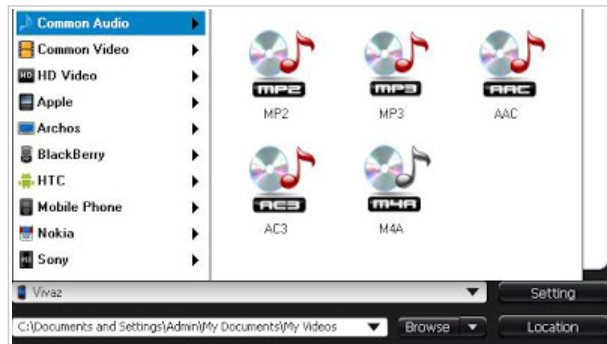 Common Audio
Common Video
HD HD Video
Apple
Archos
BlackBerry
HTC
Mobile Phone
Nokia
Sony
MP2 MP3 AAC
MP2 MP3 AAC
AC3 M4A
AC3 M4A
Vivaz Setting
C:\Documents and Settings\Admin\My Documents\My Videos Browse Location